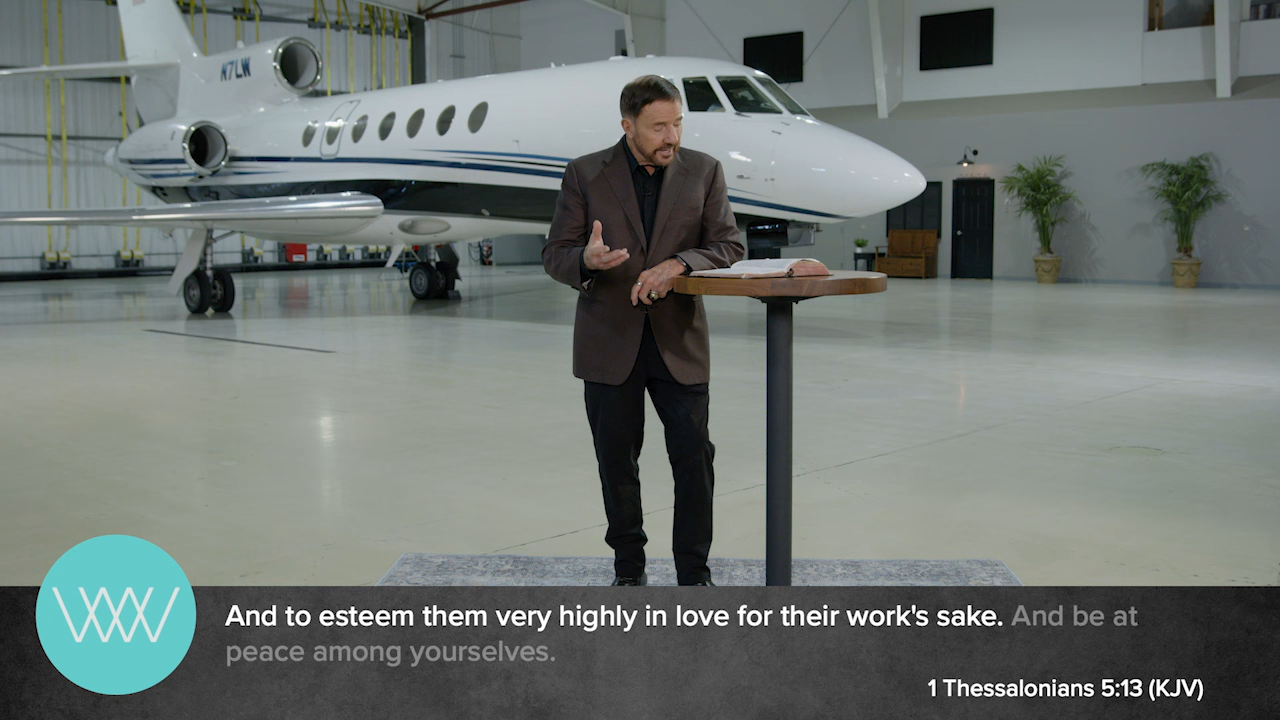 N7LW
And to esteem them very highly in love for their work's sake. And be at
peace among yourselves.
1 Thessalonians 5:13 (KJV)